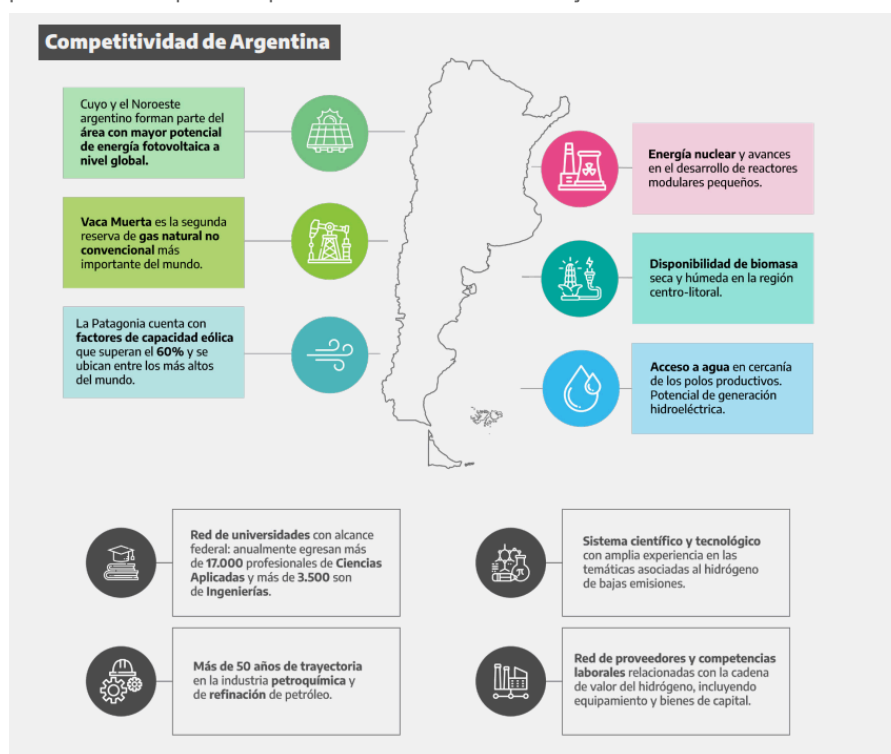 Competitividad de Argentina
Cuyo y el Noroeste
argentino forman parte del
área con mayor potencial
de energía fotovoltaica a
nivel global.
Vaca Muerta es la segunda
reserva de gas natural no
convencional más
importante del mundo.
La Patagonia cuenta con
factores de capacidad eólica
que superan el 60% y se
ubican entre los más altos
del mundo.
Energía nuclear y avances
en el desarrollo de reactores
modulares pequeños.
Disponibilidad de biomasa
seca y húmeda en la región
centro-litoral.
Acceso a agua en cercanía
de los polos productivos.
Potencial de generación
hidroeléctrica.
Red de universidades con alcance
federal: anualmente egresan más
de 17.000 profesionales de Ciencias
Aplicadas y más de 3.500 son
de Ingenierías.
Sistema científico y tecnológico
con amplia experiencia en las
temáticas asociadas al hidrógeno
de bajas emisiones.
Más de 50 años de trayectoria
en la industria petroquímica y
de refinación de petróleo.
Red de proveedores y competencias
laborales relacionadas con la cadena
de valor del hidrógeno, incluyendo
equipamiento y bienes de capital.